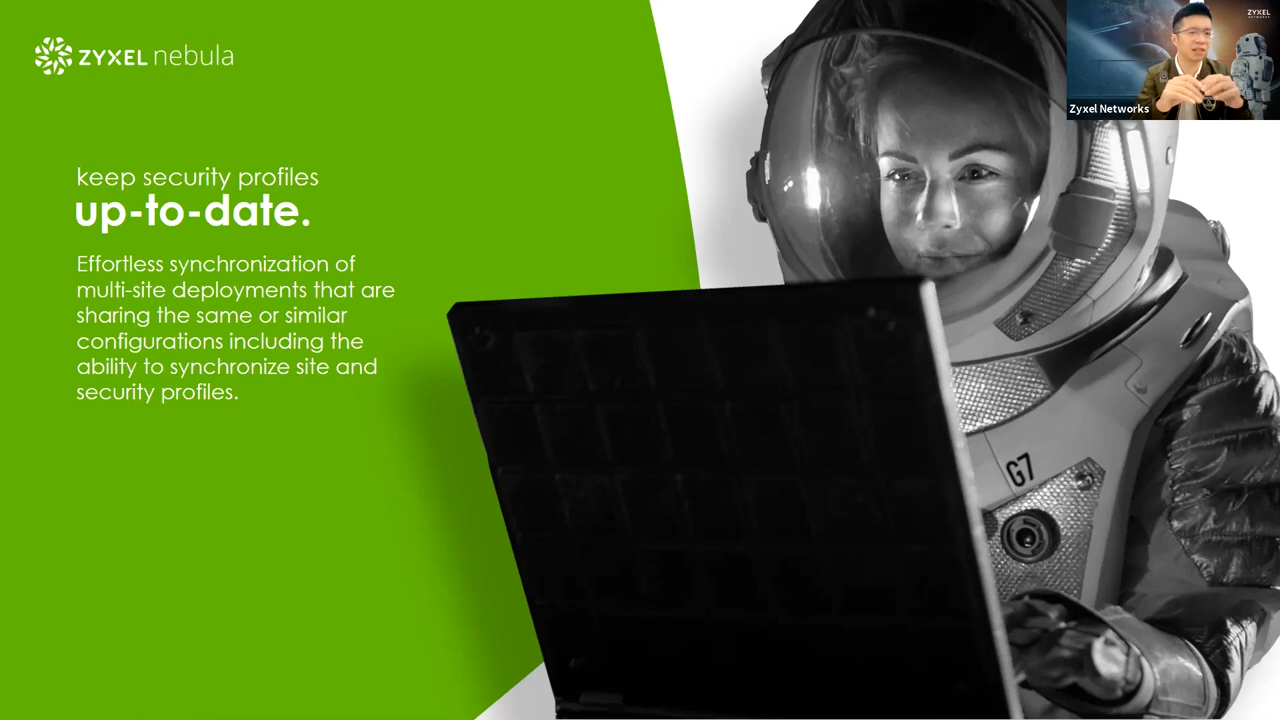 ZYXEL nebula
keep security profiles
up-to-date.
Effortless synchronization of
multi-site deployments that are
sharing the same or similar
configurations including the
ability to synchronize site and
security profiles.
G7
ZYXEL
NETWORKS
Zyxel Networks